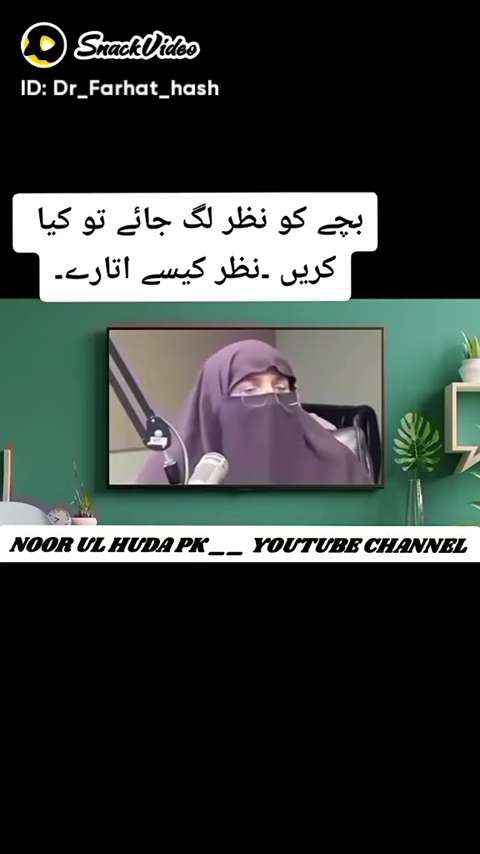 SnackVideo
ID: Dr_Farhat_hash
بچے کو نظر لگ جائے تو کیا
کریں ۔نظر کیسے اتارے۔
NOOR UL HUDA PK__ YOUTUBE CHANNEL